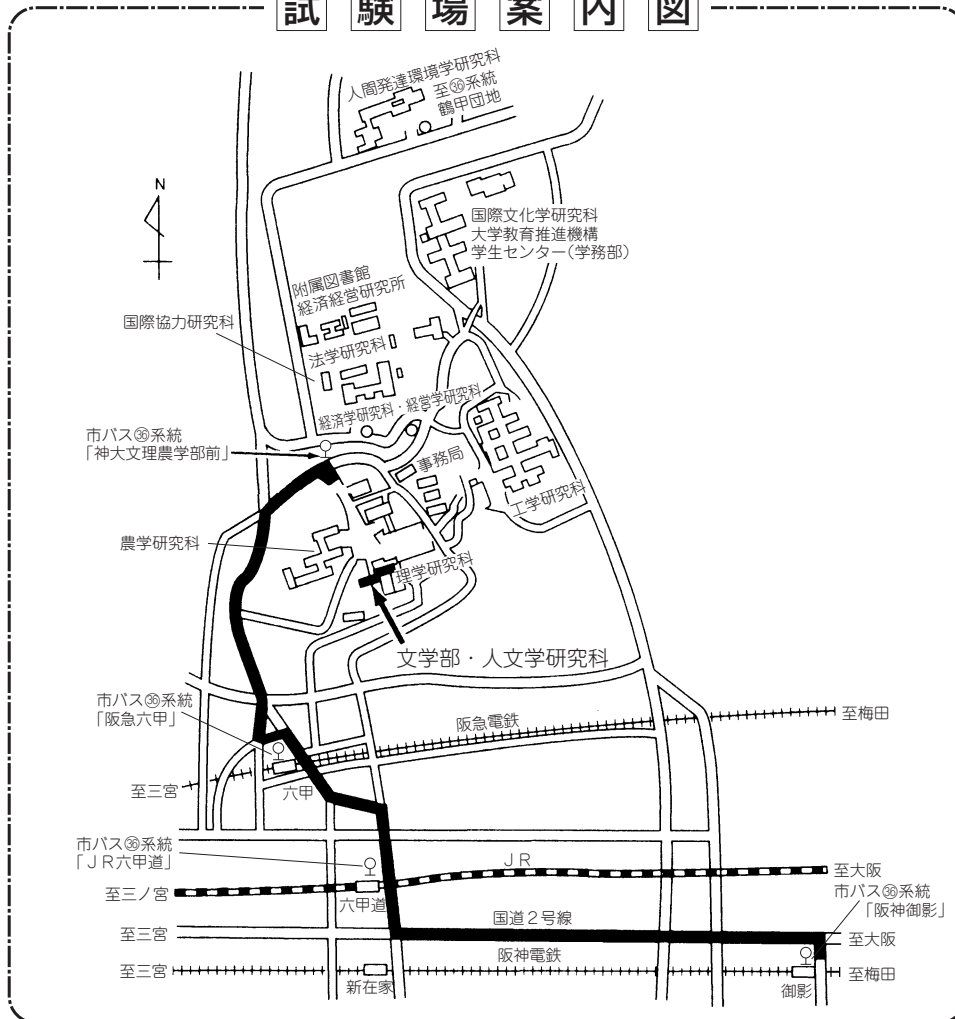 試験場案内図
人間発達環境学研究科
至㊱系統
鶴甲団地
N
国際文化学研究科
大学教育推進機構
学生センター(学務部)
附属図書館
経済経営研究所
国際協力研究科
法学研究科
経済学研究科・経営学研究科
市バス㊱系統
「神大文理農学部前」
事務局
工学研究科
農学研究科
理学研究科
文学部・人文学研究科
市バス㊱系統
「阪急六甲」
阪急電鉄
至梅田
至三宮
六甲
市バス㊱系統
「JR六甲道」
JR
至大阪
至三ノ宮
六甲道
市バス㊱系統
「阪神御影」
国道2号線
至三宮
至大阪
阪神電鉄
至三宮
至梅田
新在家
御影